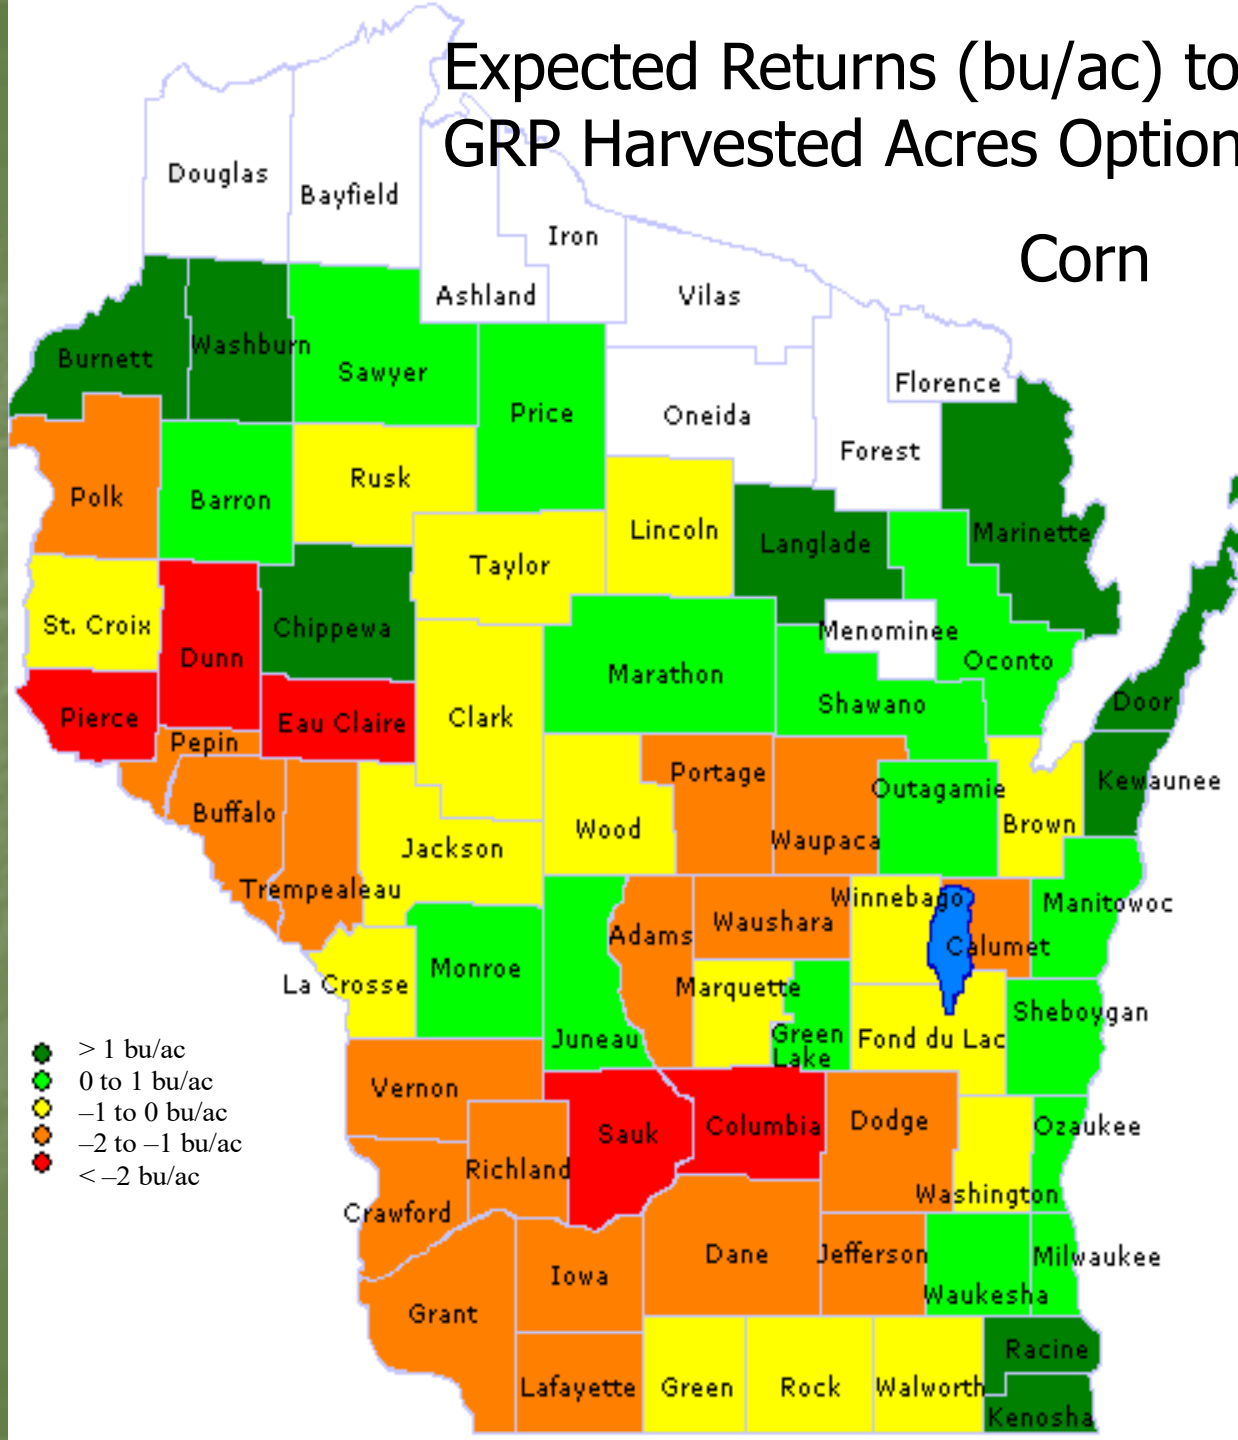 Expected Returns (bu/ac) to
GRP Harvested Acres Option
Corn
Douglas
Bayfield
Iron
Ashland
Vilas
Burnett
Washburn
Sawyer
Florence
Price
Oneida
Forest
Polk
Barron
Rusk
Lincoln
Langlade
Marinette
Taylor
St. Croix
Dunn
Chippewa
Menominee
Oconto
Marathon
Shawano
Door
Pierce
Eau Claire
Clark
Pepin
Portage
Outagamie
Kewaunee
Buffalo
Wood
Waupaca
Brown
Jackson
Trempealeau
Winnebago
Manitowoc
Adams
Waushara
Calumet
La Crosse
Monroe
Marquette
Sheboygan
Juneau
Green
Lake
Fond du Lac
> 1 bu/ac
0 to 1 bu/ac
–1 to 0 bu/ac
–2 to –1 bu/ac
< –2 bu/ac
Vernon
Sauk
Columbia
Dodge
Ozaukee
Richland
Washington
Crawford
Dane
Jefferson
Milwaukee
Iowa
Waukesha
Grant
Racine
Lafayette
Green
Rock
Walworth
Kenosha